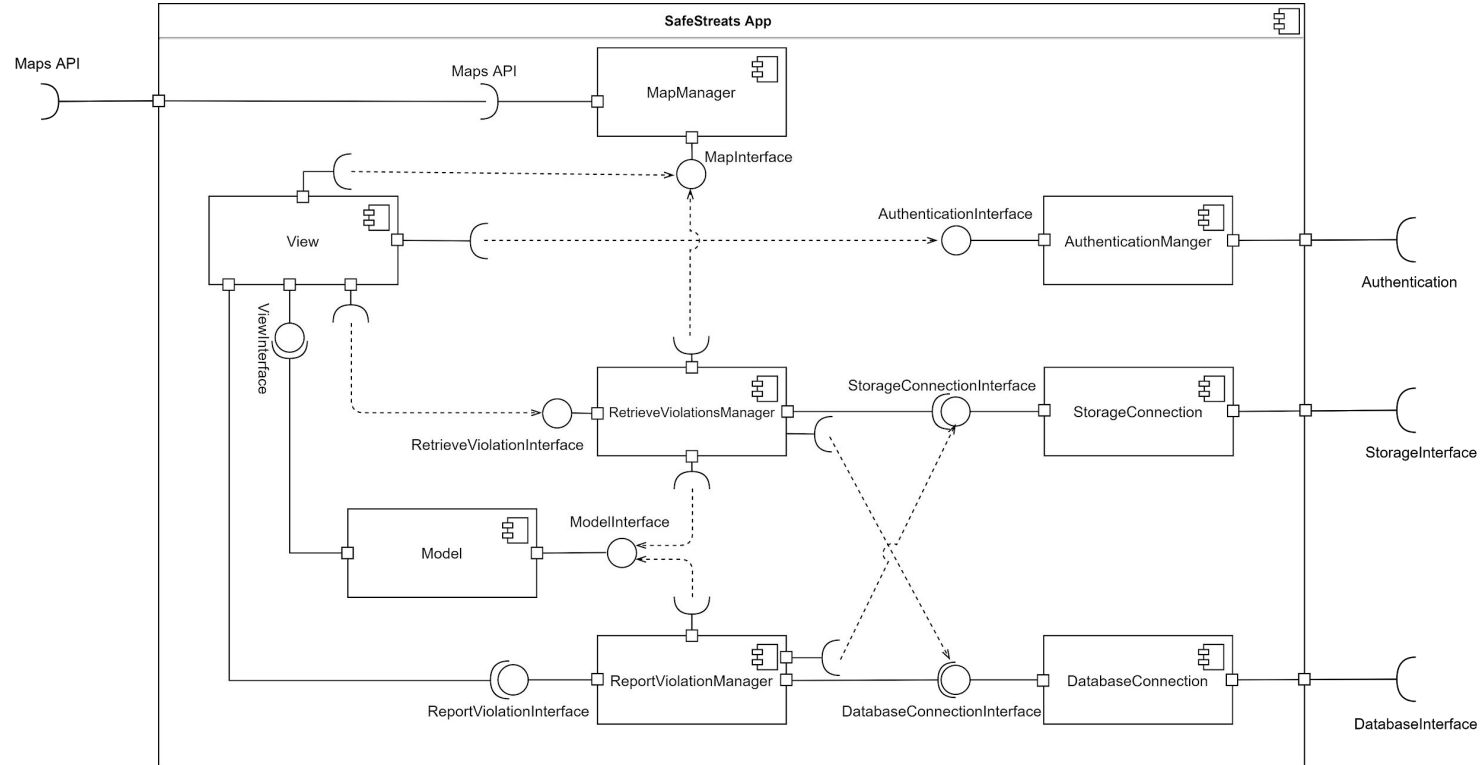 SafeStreats App
Maps API
Maps API
MapManager
MapInterface
AuthenticationInterface
View
AuthenticationManger
Authentication
ViewInterface
StorageConnectionInterface
RetrieveViolationsManager
StorageConnection
RetrieveViolationInterface
StorageInterface
ModelInterface
Model
ReportViolationManager
DatabaseConnection
ReportViolationInterface
DatabaseConnectionInterface
DatabaseInterface